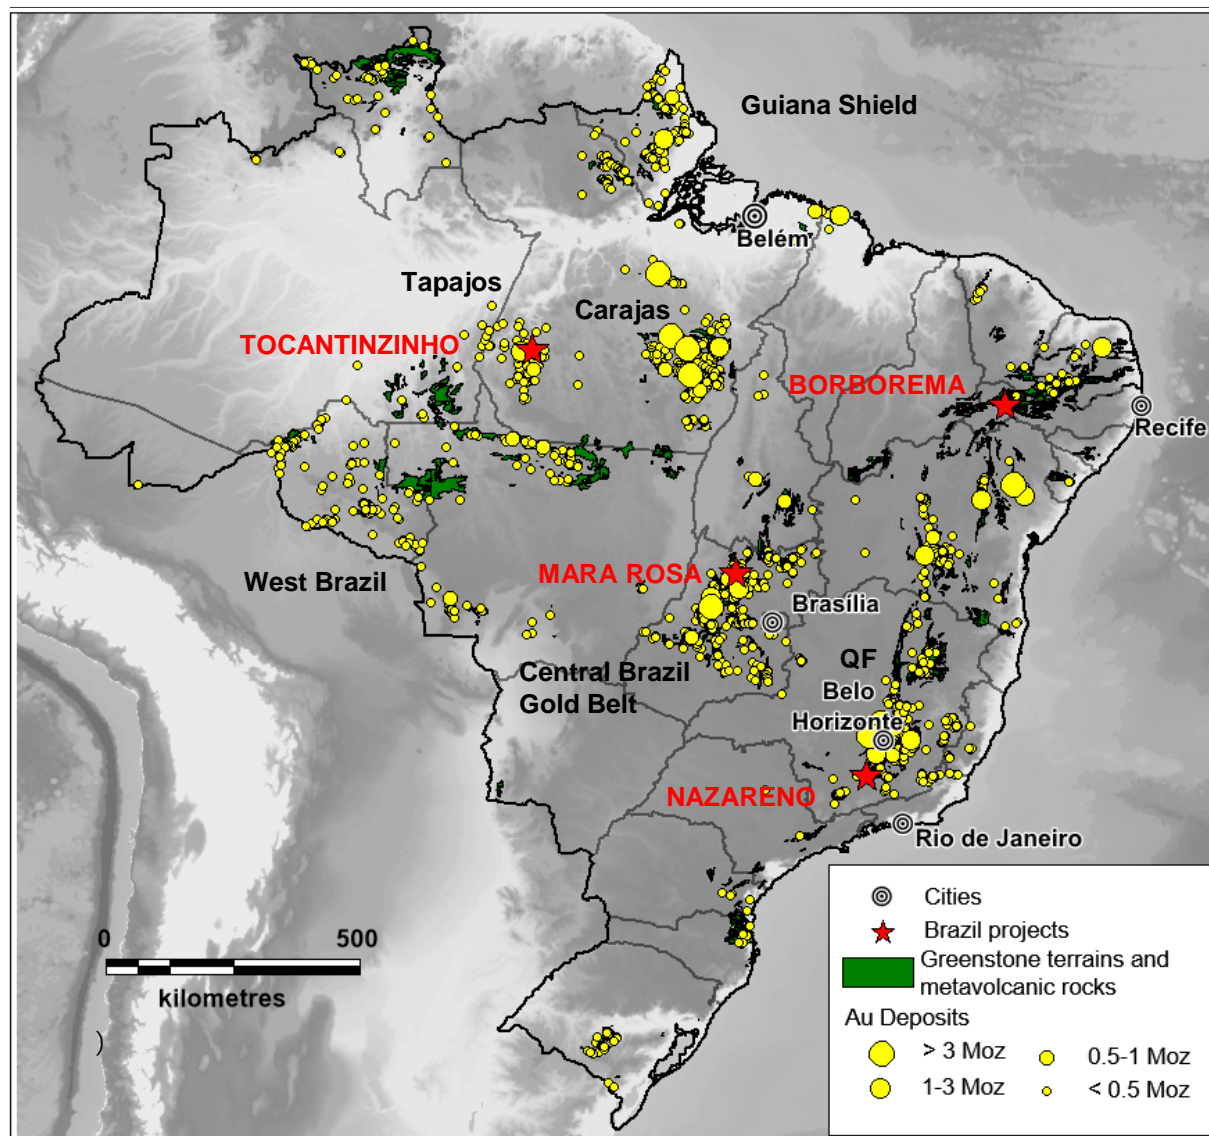 Guiana Shield
Belém
Tapajos
Carajas
TOCANTINZINHO
BORBOREMA
Recife
West Brazil
MARA ROSA
Brasília
Central Brazil
Gold Belt
QF
Belo
Horizonte
NAZARENO
Rio de Janeiro
0 500
kilometres
)
Cities
Brazil projects
Greenstone terrains and
metavolcanic rocks
Au Deposits
> 3 Moz 0.5-1 Moz
1-3 Moz < 0.5 Moz